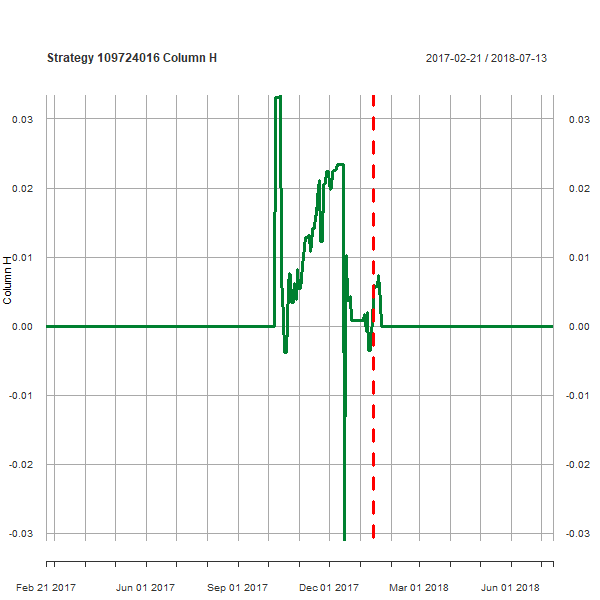 Strategy 109724016 Column H
2017-02-21 / 2018-07-13
0.03 0.03
0.02 0.02
0.01 0.01
Column H
0.00 0.00
-0.01 -0.01
-0.02 -0.02
-0.03 -0.03
Feb 21 2017 Jun 01 2017 Sep 01 2017 Dec 01 2017 Mar 01 2018 Jun 01 2018